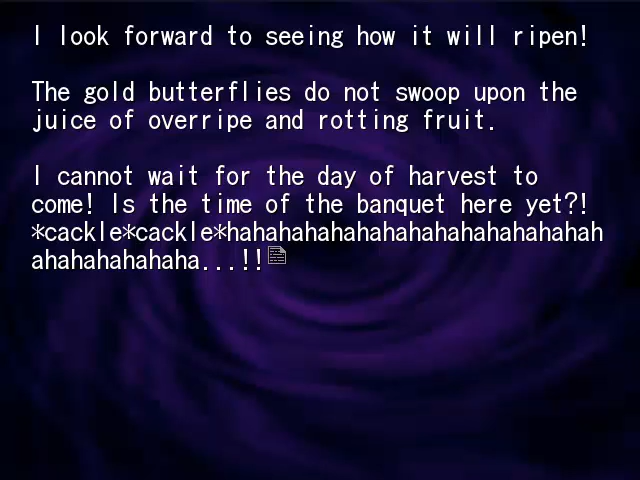 I look forward to seeing how it will ripen!
The gold butterflies do not swoop upon the
juice of overripe and rotting fruit.
I cannot wait for the day of harvest to
come! Is the time of the banquet here yet?!
*cackle*cackle*hahahahahahahahahahahahahahah
ahahahahahaha...!!